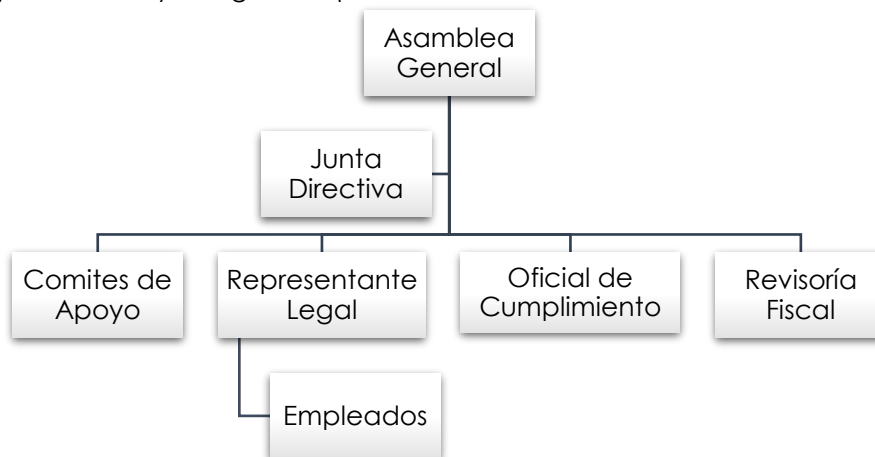 Asamblea
General
Junta
Directiva
Comites de
Apoyo
Representante
Legal
Oficial de
Cumplimiento
Revisoría
Fiscal
Empleados